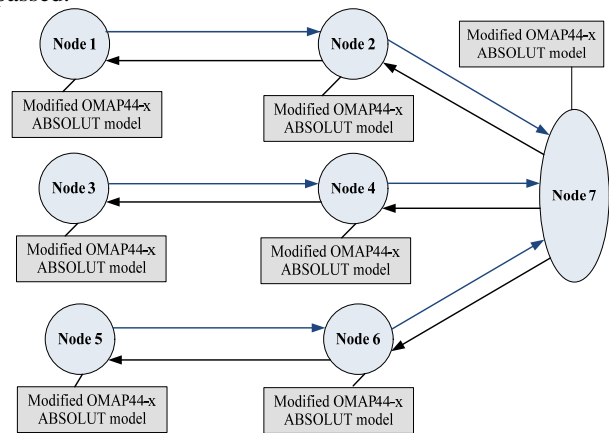 passed.
Node 1
Node 2
Modified OMAP44-x
ABSOLUT model
Modified OMAP44-x
ABSOLUT model
Modified OMAP44-x
ABSOLUT model
Node 7
Node 3
Node 4
Modified OMAP44-x
ABSOLUT model
Modified OMAP44-x
ABSOLUT model
Node 5
Node 6
Modified OMAP44-x
ABSOLUT model
Modified OMAP44-x
ABSOLUT model